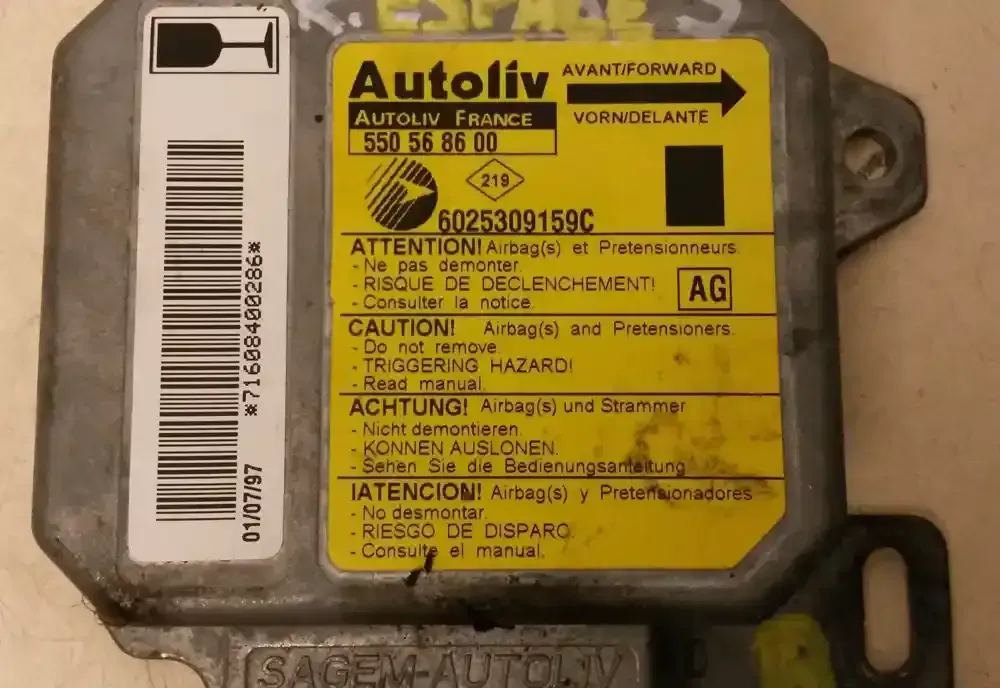 ESPACE
Autoliv
AUTOLIV FRANCE
550 56 86 00
AVANT/FORWARD
VORN/DELANTE
219
6025309159C
ATTENTION! Airbag(s) et Pretensionneurs.
- Ne pas demonter.
- RISQUE DE DECLENCHEMENT!
- Consulter la notice.
AG
CAUTION! Airbag(s) and Pretensioners.
- Do not remove.
- TRIGGERING HAZARD!
- Read manual.
ACHTUNG! Airbag(s) und Strammer
- Nicht demontieren.
- KONNEN AUSLONEN.
- Sehen Sie die Bedienungsanleitung
!ATENCION! Airbag(s) y Pretensionadores
- No desmontar.
- RIESGO DE DISPARO.
- Consulte el manual.
*71608400286*
01/07/97
SAGEM-AUTOLIV